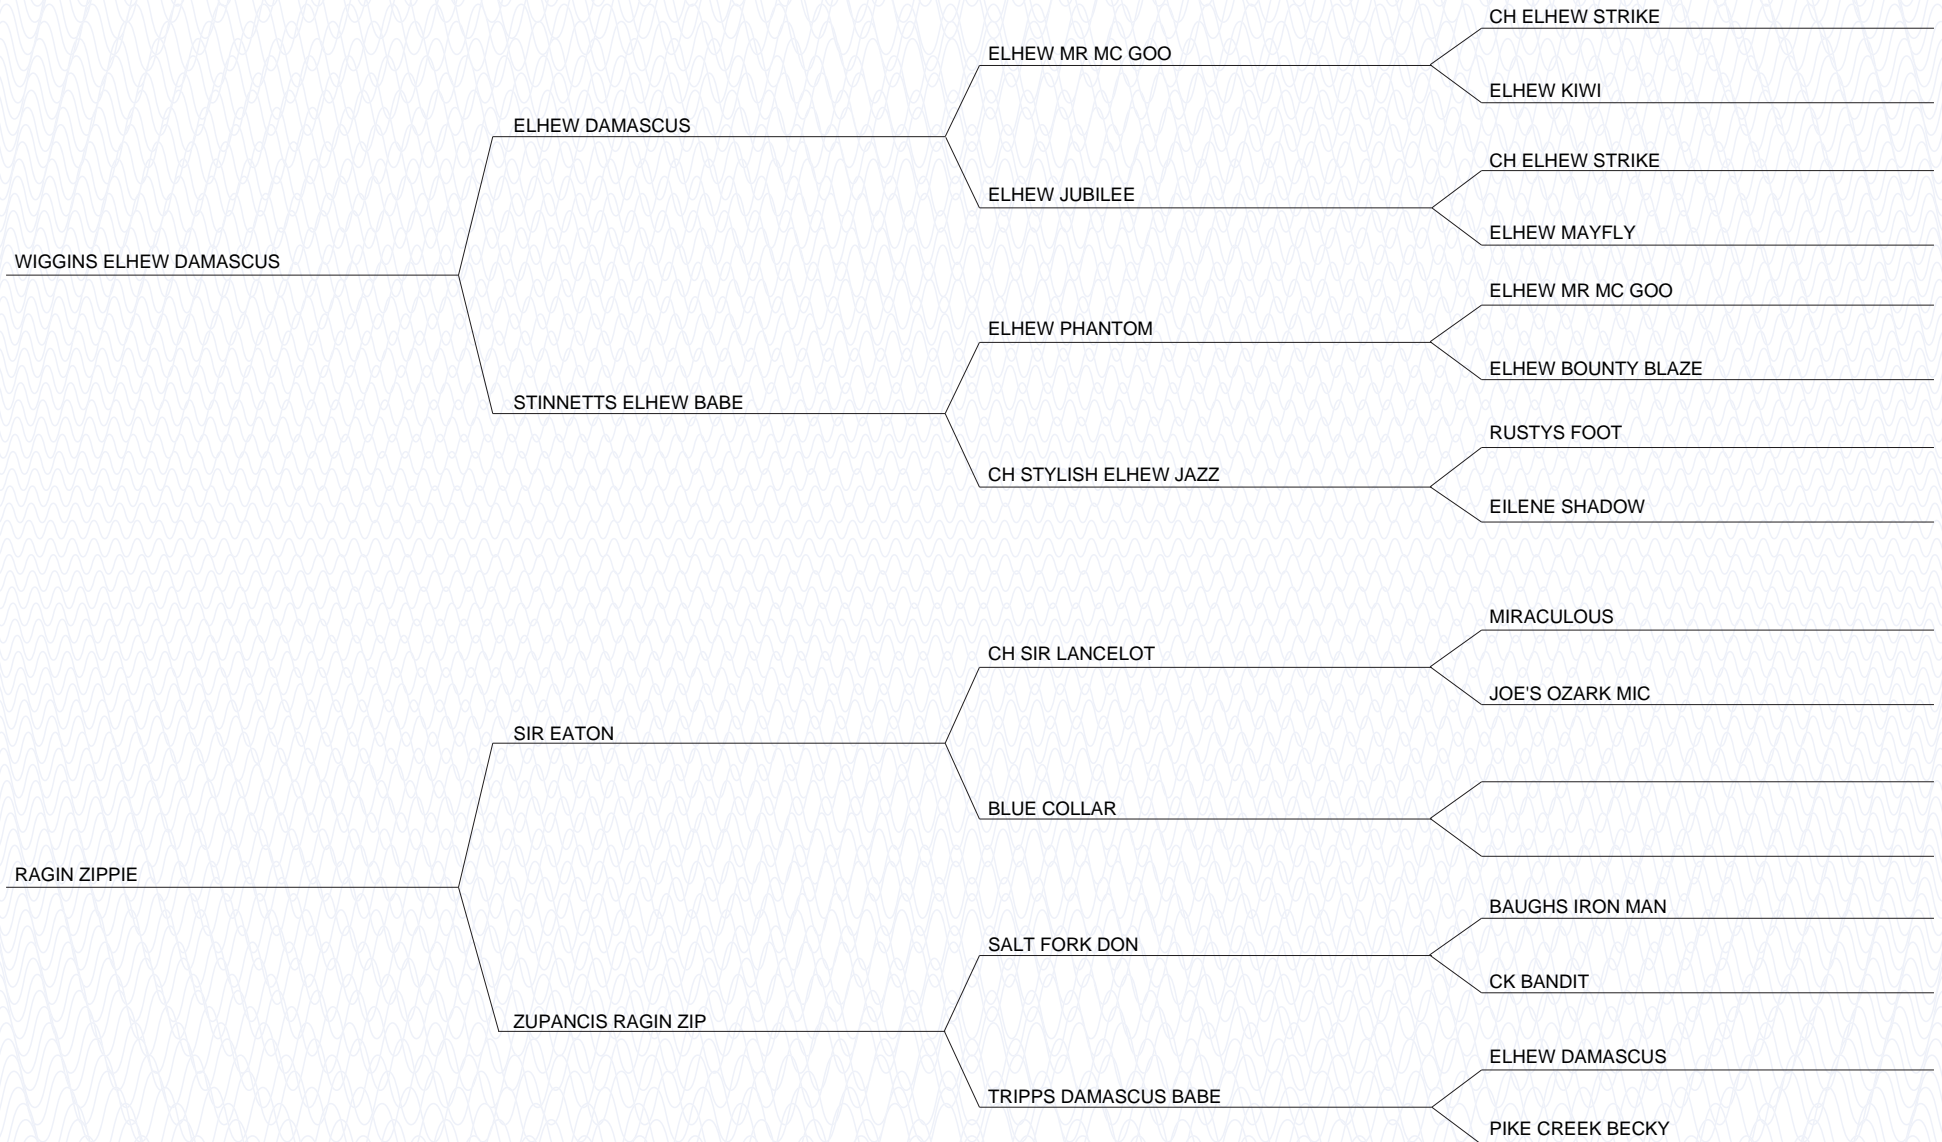 CH ELHEW STRIKE
ELHEW MR MC GOO
ELHEW KIWI
ELHEW DAMASCUS
CH ELHEW STRIKE
ELHEW JUBILEE
ELHEW MAYFLY
WIGGINS ELHEW DAMASCUS
ELHEW MR MC GOO
ELHEW PHANTOM
ELHEW BOUNTY BLAZE
STINNETTS ELHEW BABE
RUSTYS FOOT
CH STYLISH ELHEW JAZZ
EILENE SHADOW
MIRACULOUS
CH SIR LANCELOT
JOE'S OZARK MIC
SIR EATON
BLUE COLLAR
RAGIN ZIPPIE
BAUGHS IRON MAN
SALT FORK DON
CK BANDIT
ZUPANCIS RAGIN ZIP
ELHEW DAMASCUS
TRIPPS DAMASCUS BABE
PIKE CREEK BECKY